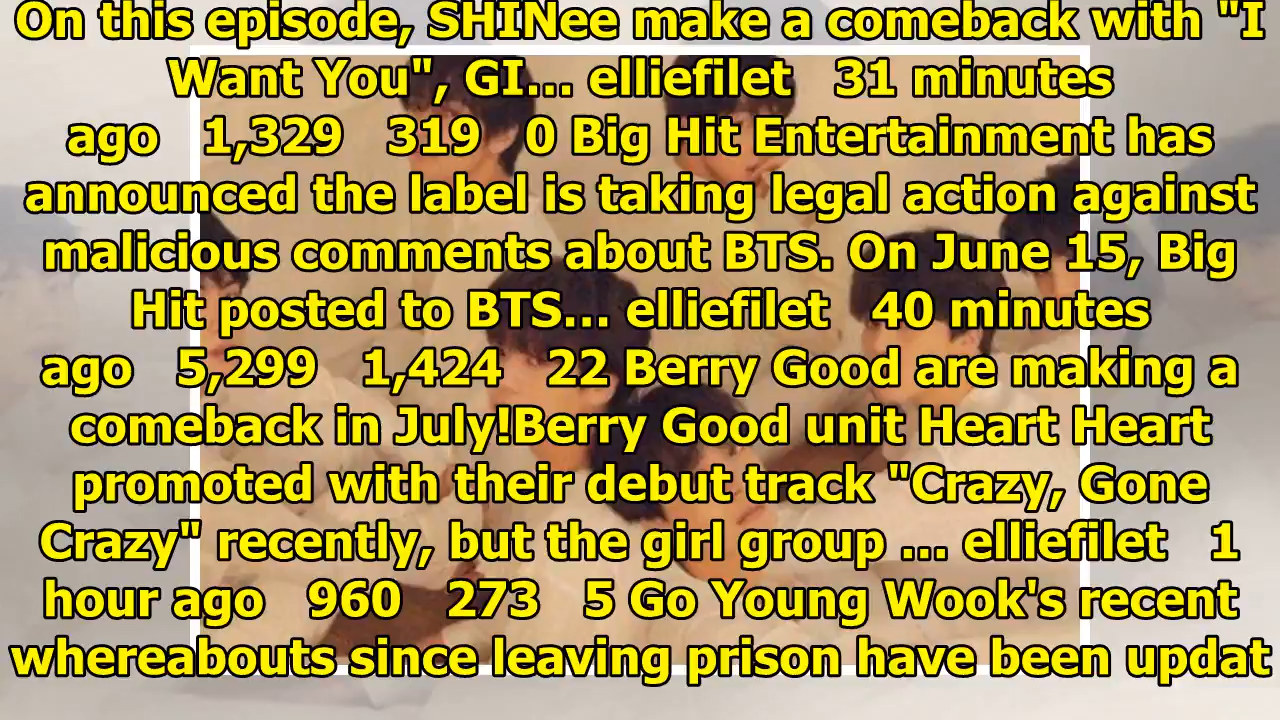 On this episode, SHINee make a comeback with "I
Want You", GI... elliefilet 31 minutes
ago 1,329 319 0 Big Hit Entertainment has
announced the label is taking legal action against
malicious comments about BTS. On June 15, Big
Hit posted to BTS... elliefilet 40 minutes
ago 5,299 1,424 22 Berry Good are making a
comeback in July!Berry Good unit Heart Heart
promoted with their debut track "Crazy, Gone
Crazy" recently, but the girl group ... elliefilet 1
hour ago 960 273 5 Go Young Wook's recent
whereabouts since leaving prison have been updat